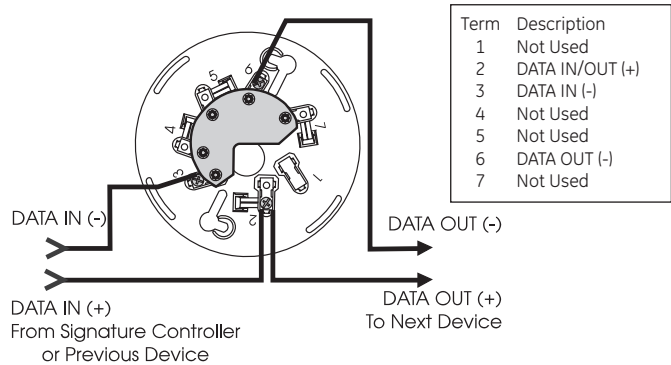 Term Description
1 Not Used
2 DATA IN/OUT (+)
3 DATA IN (-)
4 Not Used
5 Not Used
6 DATA OUT (-)
7 Not Used
5
6
4
7
3
1
2
DATA IN (-)
DATA OUT (-)
DATA IN (+)
From Signature Controller
or Previous Device
DATA OUT (+)
To Next Device